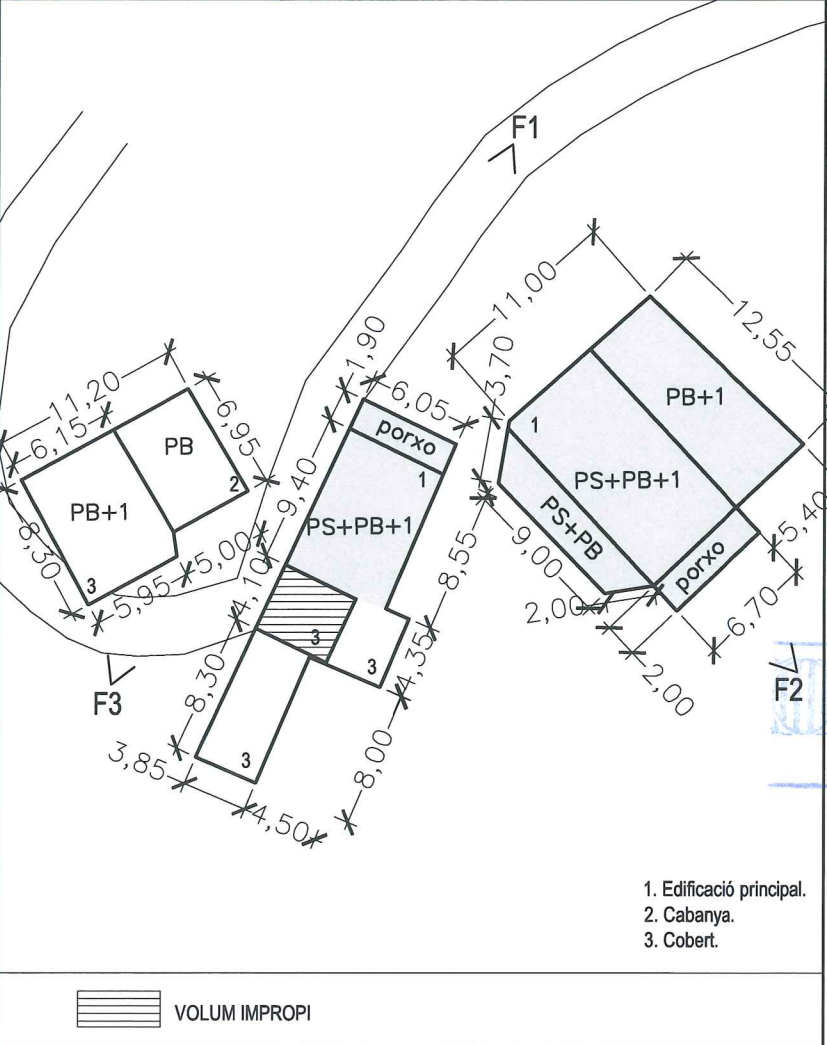 F1
11,00
12,55
1,90
3,70
6,05
11,20
6,15
6,95
PB
PB+1
2
8,30
3
5,95
5,00
9,40
porxo
1
PS+PB+1
8,55
4,10
3
3
4,35
8,30
3
3,85
4,50
8,00
F3
1
PB+1
PS+PB+1
PS+PB
9,00
porxo
5,40
6,70
2,00
2,00
F2
1. Edificació principal.
2. Cabanya.
3. Cobert.
VOLUM IMPROPI